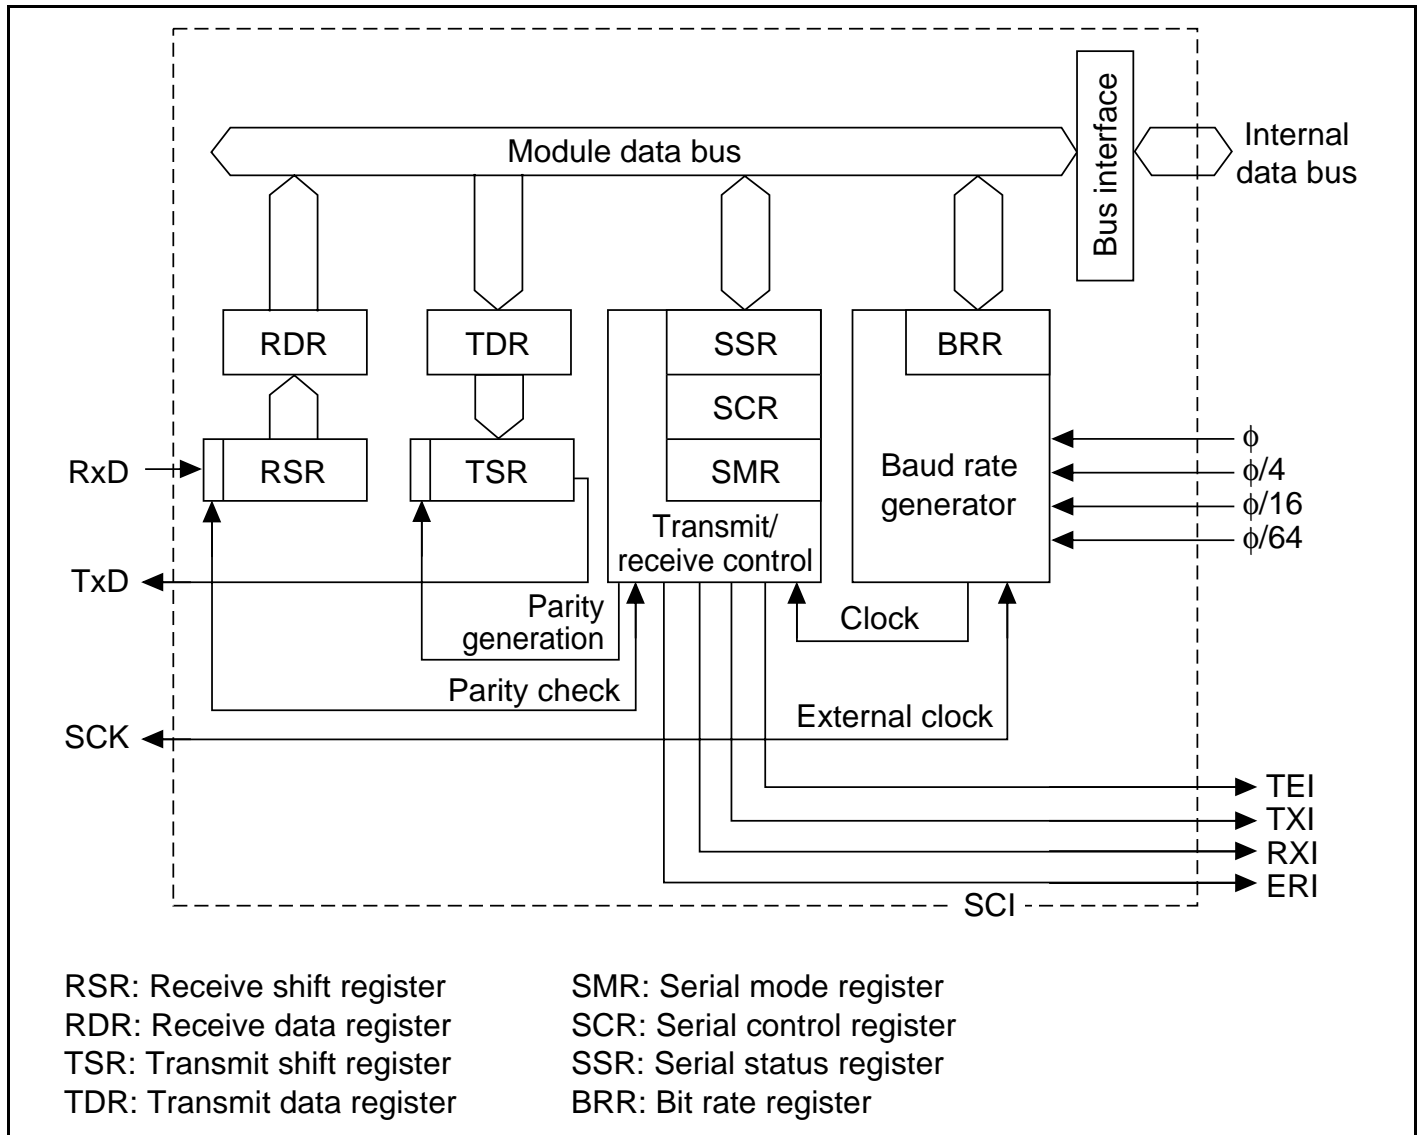 Module data bus
Bus interface
Internal
data bus
RDR
TDR
SSR
BRR
SCR
RxD
RSR
TSR
SMR
Baud rate
generator
ϕ
ϕ/4
ϕ/16
ϕ/64
Transmit/
receive control
TxD
Parity
generation
Clock
Parity check
External clock
SCK
TEI
TXI
RXI
ERI
SCI
RSR: Receive shift register
RDR: Receive data register
TSR: Transmit shift register
TDR: Transmit data register
SMR: Serial mode register
SCR: Serial control register
SSR: Serial status register
BRR: Bit rate register